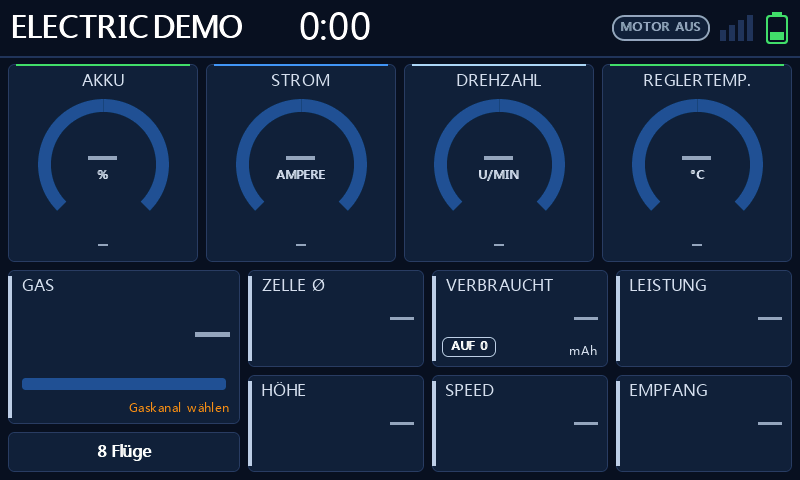 ELECTRIC DEMO 0:00 MOTOR AUS
AKKU STROM DREHZAHL REGLERTEMP.
— — — —
% AMPERE U/MIN °C
– – – –
GAS ZELLE Ø VERBRAUCHT LEISTUNG
— — — —
AUF 0 mAh
HÖHE SPEED EMPFANG
— — —
Gaskanal wählen
8 Flüge